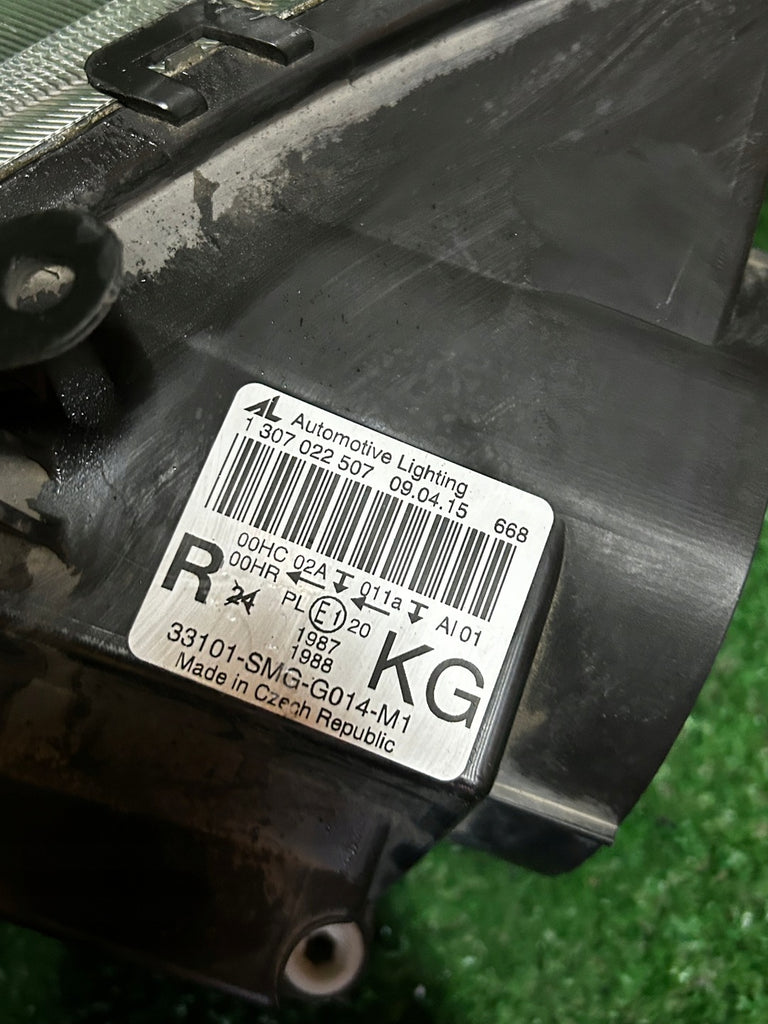 AL Automotive Lighting
1 307 022 507 09.04.15 668
R 00HC 02A 011a AI 01
00HR
24 PL E1 20
1987
1988
KG
33101-SMG-G014-M1
Made in Czech Republic